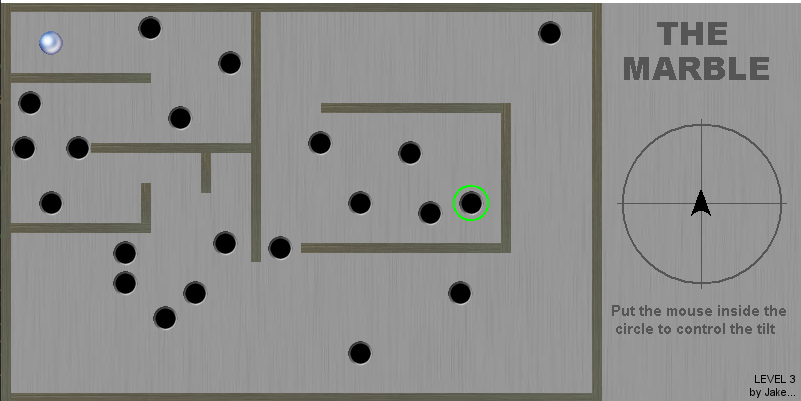 THE
MARBLE
Put the mouse inside the
circle to control the tilt
LEVEL 3
by Jake...